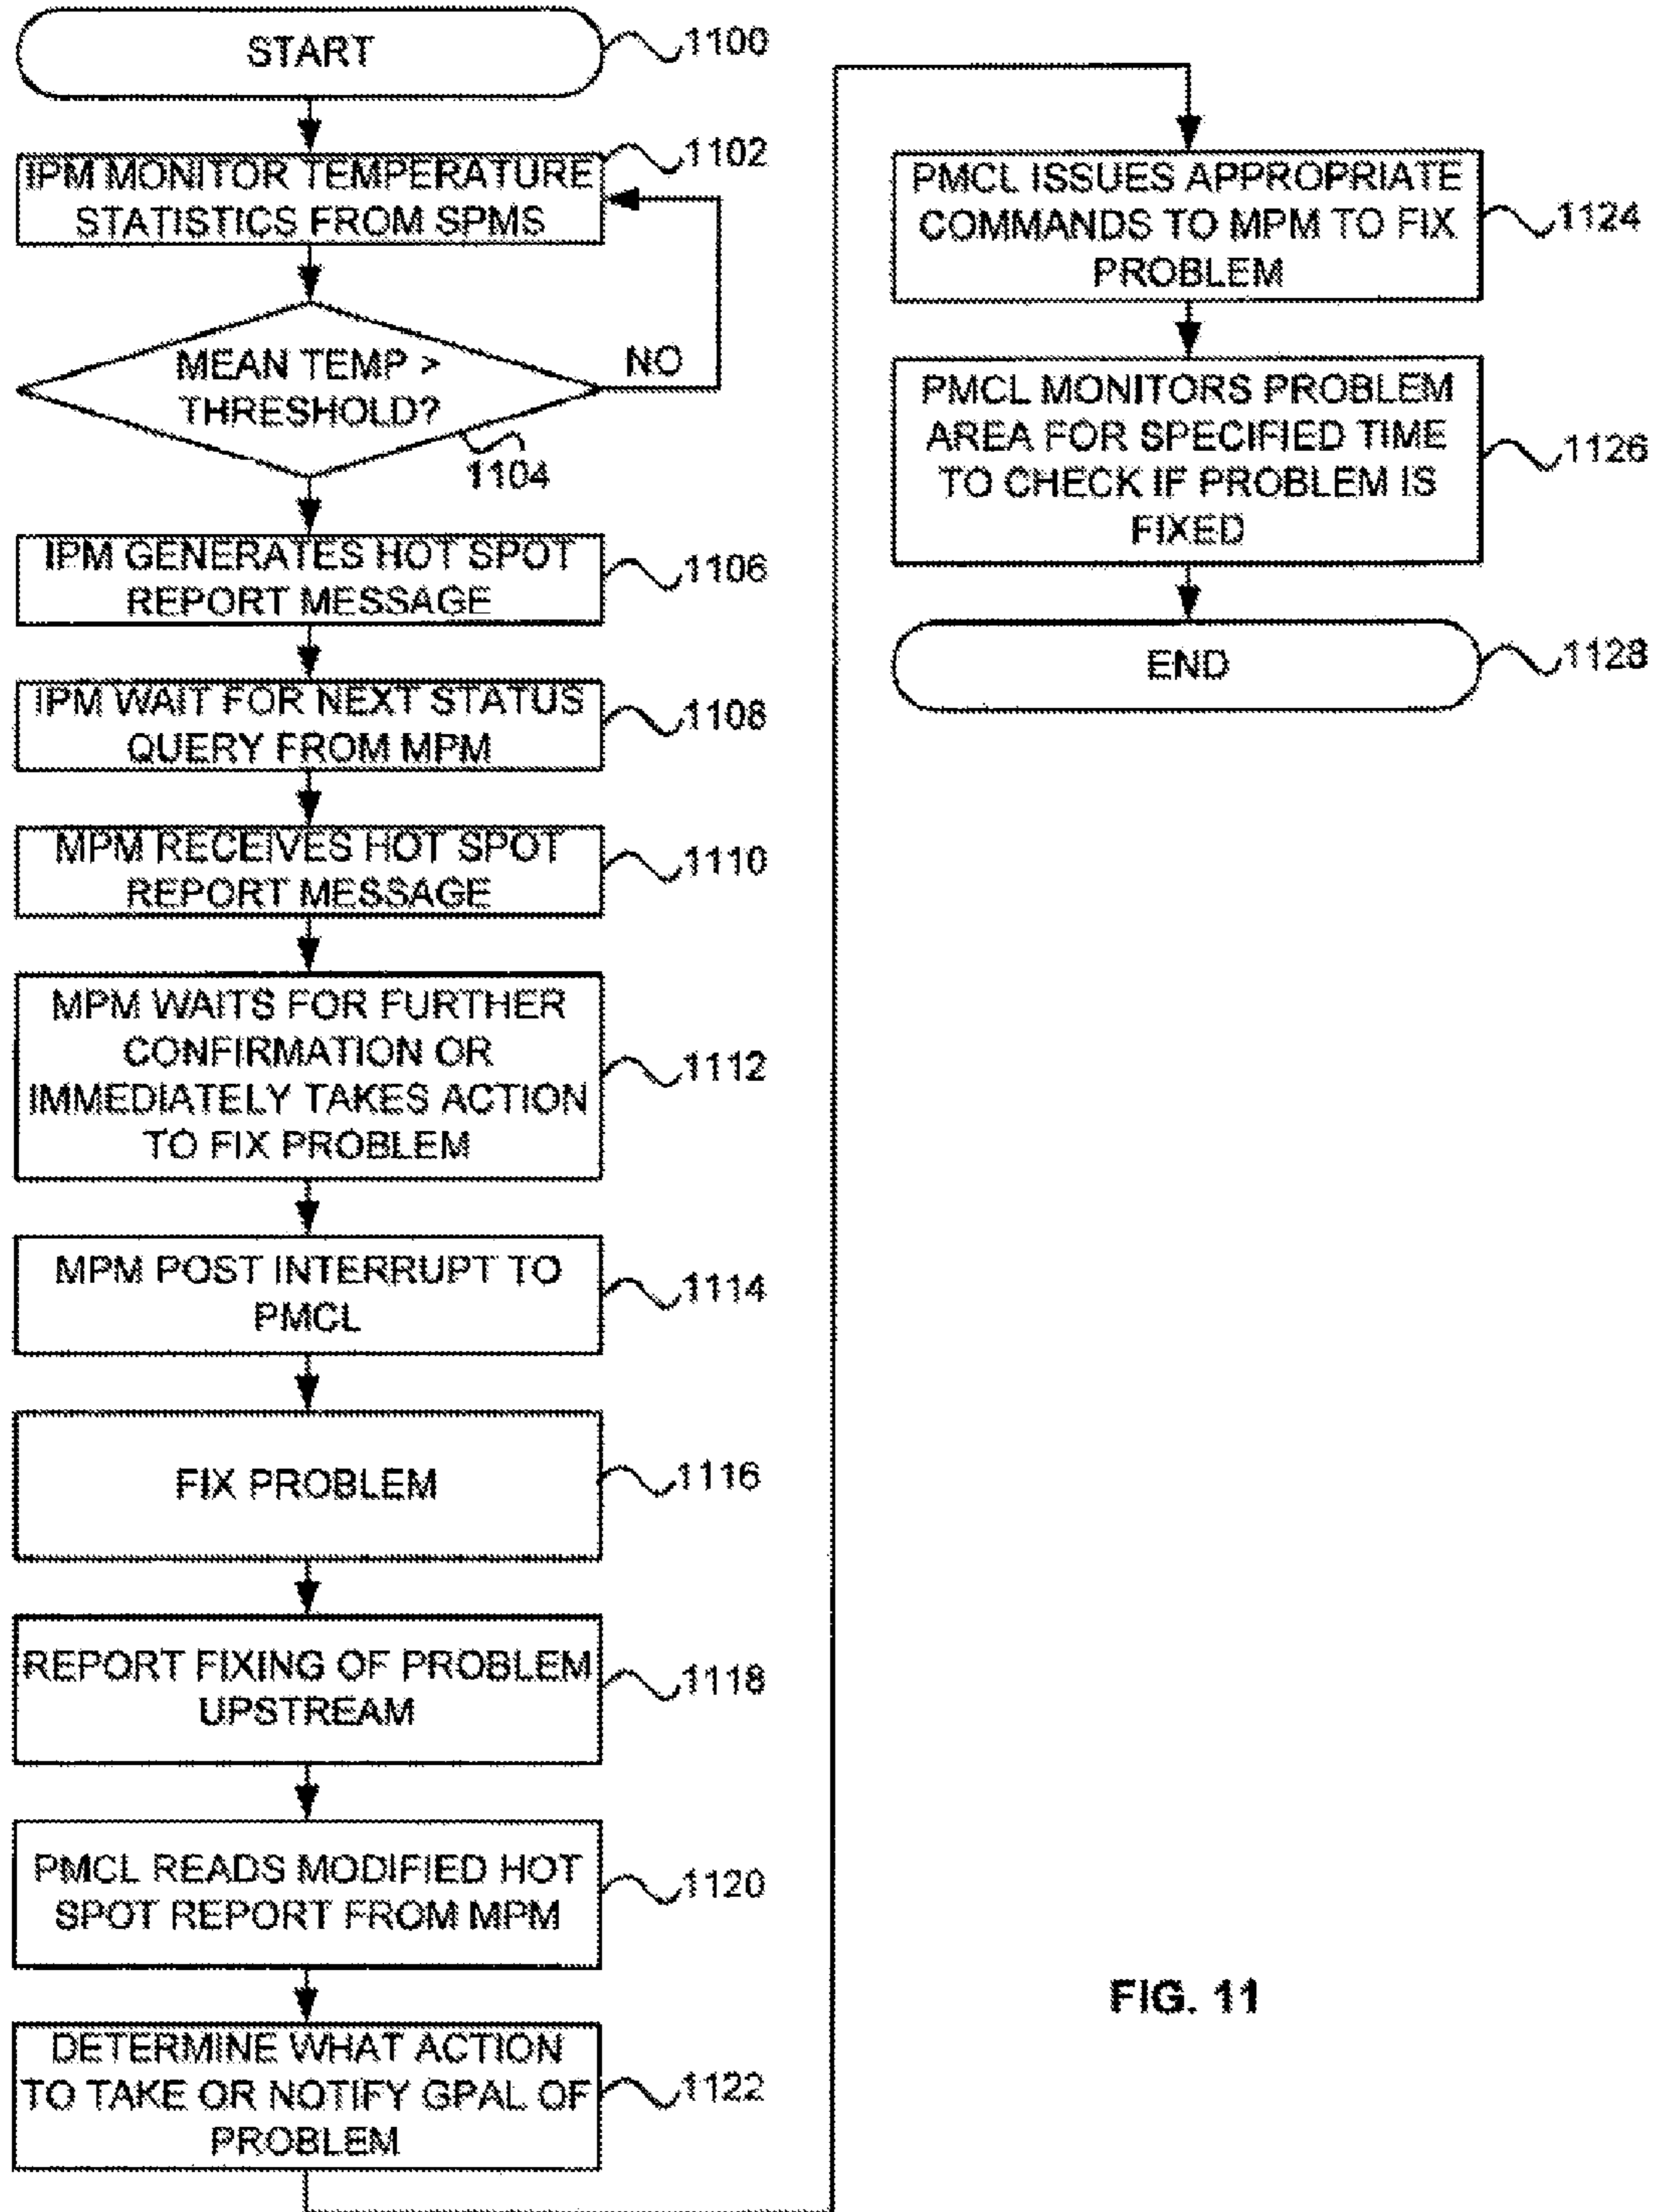 START
1100
IPM MONITOR TEMPERATURE
STATISTICS FROM SPMS
1102
MEAN TEMP >
THRESHOLD?
NO
1104
IPM GENERATES HOT SPOT
REPORT MESSAGE
1106
IPM WAIT FOR NEXT STATUS
QUERY FROM MPM
1108
MPM RECEIVES HOT SPOT
REPORT MESSAGE
1110
MPM WAITS FOR FURTHER
CONFIRMATION OR
IMMEDIATELY TAKES ACTION
TO FIX PROBLEM
1112
MPM POST INTERRUPT TO
PMCL
1114
FIX PROBLEM
1116
REPORT FIXING OF PROBLEM
UPSTREAM
1118
PMCL READS MODIFIED HOT
SPOT REPORT FROM MPM
1120
DETERMINE WHAT ACTION
TO TAKE OR NOTIFY GPAL OF
PROBLEM
1122
PMCL ISSUES APPROPRIATE
COMMANDS TO MPM TO FIX
PROBLEM
1124
PMCL MONITORS PROBLEM
AREA FOR SPECIFIED TIME
TO CHECK IF PROBLEM IS
FIXED
1126
END
1128
FIG. 11